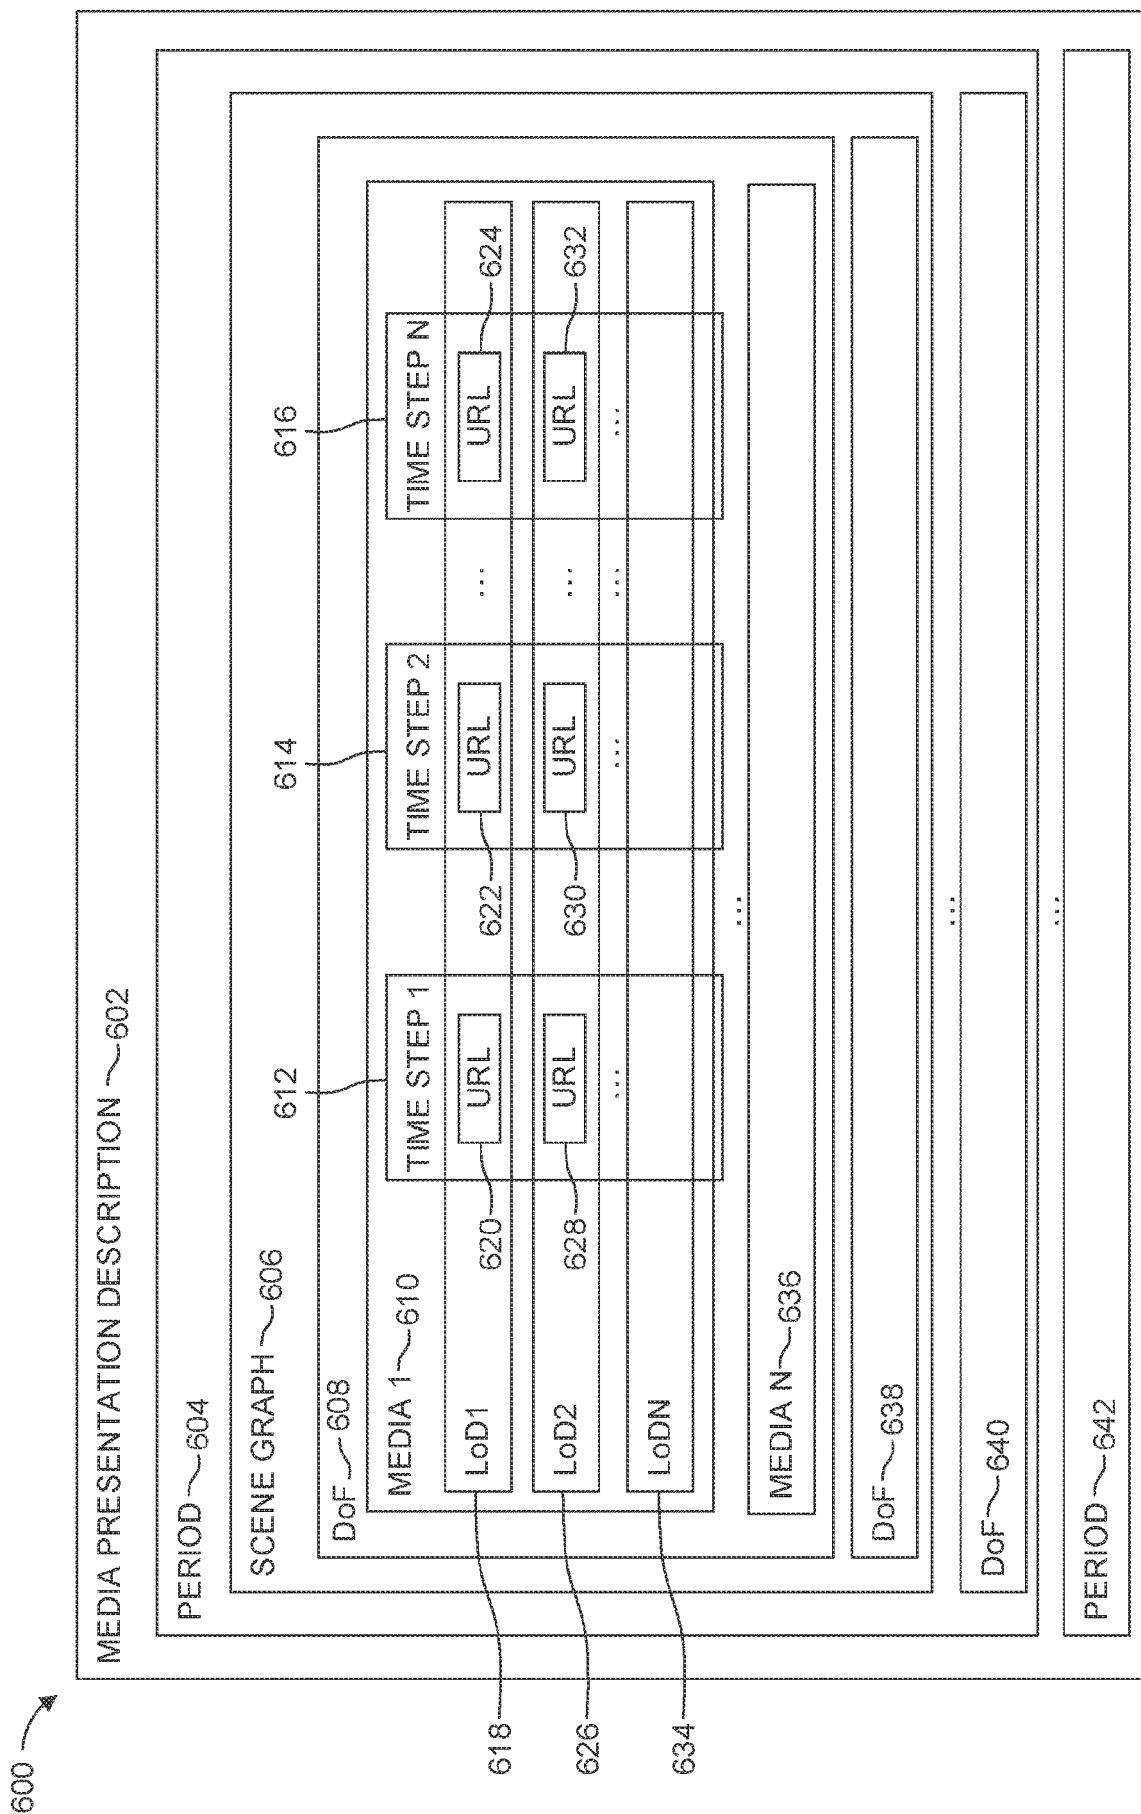 600
MEDIA PRESENTATION DESCRIPTION 602
PERIOD 604
SCENE GRAPH 606
612
614
616
DoF 608
MEDIA 1 610
TIME STEP 1
TIME STEP 2
TIME STEP N
618
LoD1
620
URL
622
URL
...
URL
624
626
LoD2
628
URL
630
URL
...
URL
632
... ... ... ...
634
LoDN
...
MEDIA N 636
DoF 638
...
DoF 640
...
PERIOD 642